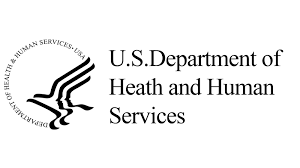 DEPARTMENT OF HEALTH & HUMAN SERVICES • USA
U.S.Department of
Heath and Human
Services